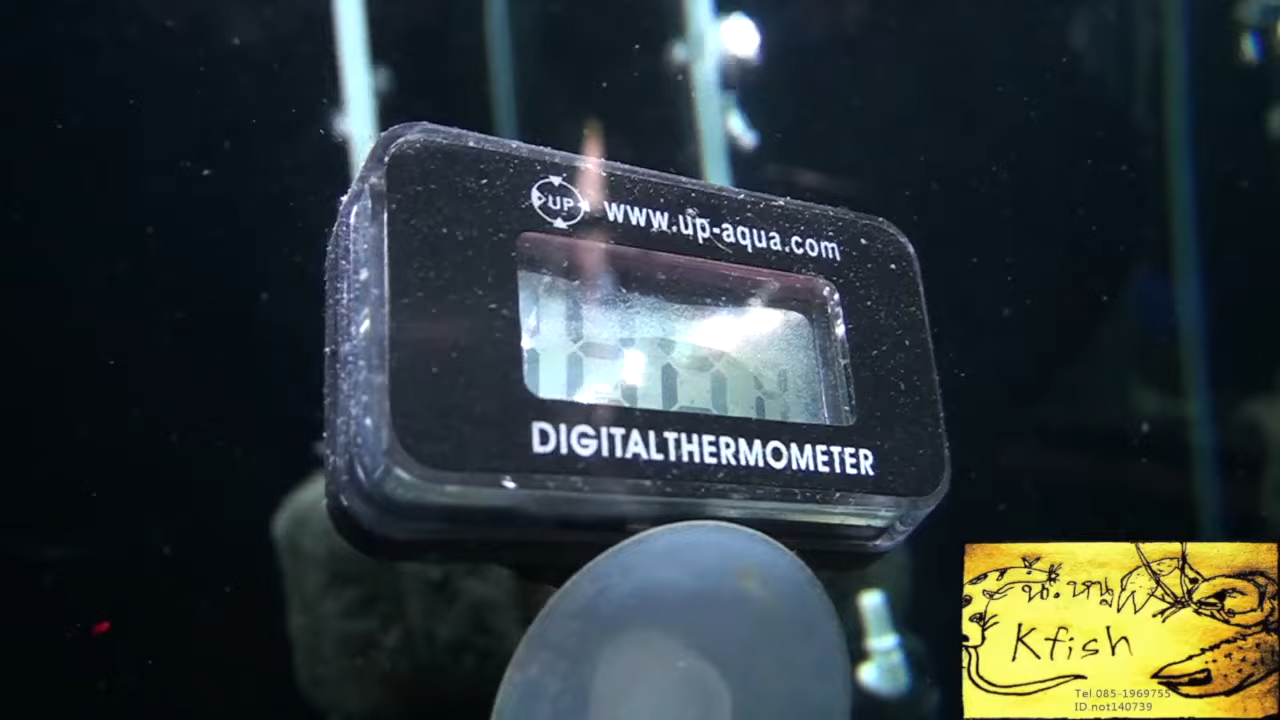 UP
www.up-aqua.com
DIGITALTHERMOMETER
Kfish
Tel.085-1969755
ID.not140739